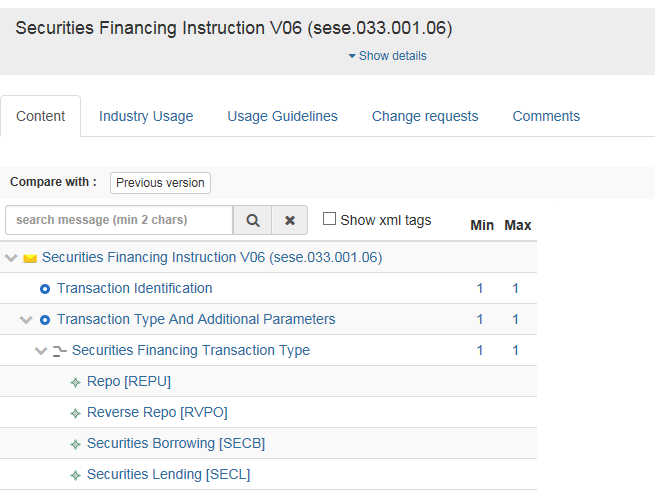 Securities Financing Instruction V06 (sese.033.001.06)
Show details
Content Industry Usage Usage Guidelines Change requests Comments
Compare with : Previous version
search message (min 2 chars) Show xml tags Min Max
Securities Financing Instruction V06 (sese.033.001.06)
Transaction Identification 1 1
Transaction Type And Additional Parameters 1 1
Securities Financing Transaction Type 1 1
Repo [REPU]
Reverse Repo [RVPO]
Securities Borrowing [SECB]
Securities Lending [SECL]